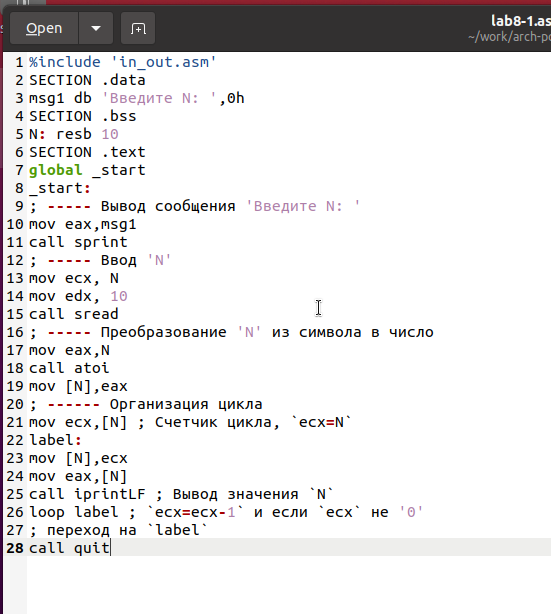 Open
lab8-1.as
~/work/arch-p
1 %include 'in_out.asm'
2 SECTION .data
3 msg1 db 'Введите N: ',0h
4 SECTION .bss
5 N: resb 10
6 SECTION .text
7 global _start
8 _start:
9 ; ----- Вывод сообщения 'Введите N: '
10 mov eax,msg1
11 call sprint
12 ; ----- Ввод 'N'
13 mov ecx, N
14 mov edx, 10
15 call sread
16 ; ----- Преобразование 'N' из символа в число
17 mov eax,N
18 call atoi
19 mov [N],eax
20 ; ------ Организация цикла
21 mov ecx,[N] ; Счетчик цикла, `ecx=N`
22 label:
23 mov [N],ecx
24 mov eax,[N]
25 call iprintLF ; Вывод значения `N`
26 loop label ; `ecx=ecx-1` и если `ecx` не '0'
27 ; переход на `label`
28 call quit